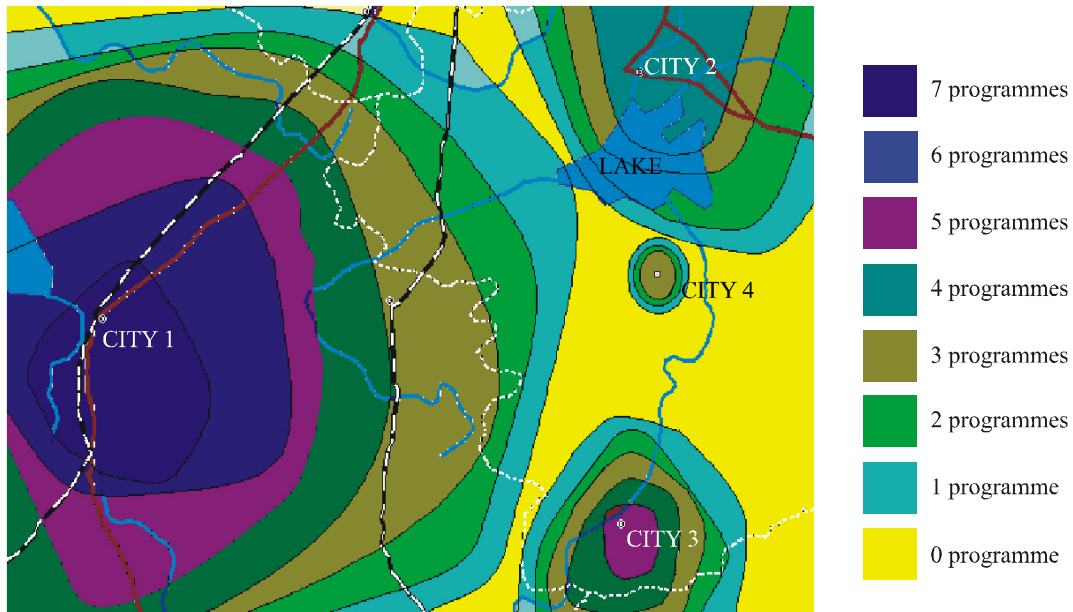 CITY 2
LAKE
CITY 4
CITY 1
CITY 3
7 programmes
6 programmes
5 programmes
4 programmes
3 programmes
2 programmes
1 programme
0 programme